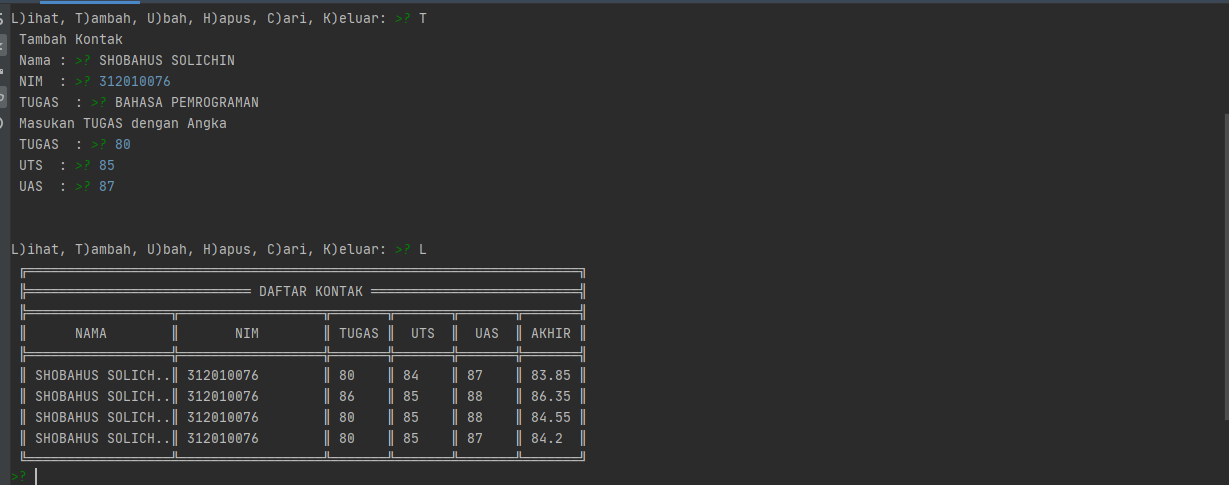 L)ihat, T)ambah, U)bah, H)apus, C)ari, K)eluar: >? T
Tambah Kontak
Nama : >? SHOBAHUS SOLICHIN
NIM  : >? 312010076
TUGAS  : >? BAHASA PEMROGRAMAN
Masukan TUGAS dengan Angka
TUGAS  : >? 80
UTS  : >? 85
UAS  : >? 87
L)ihat, T)ambah, U)bah, H)apus, C)ari, K)eluar: >? L
DAFTAR KONTAK
NAMA NIM TUGAS UTS UAS AKHIR
SHOBAHUS SOLICH.. 312010076 80 84 87 83.85
SHOBAHUS SOLICH.. 312010076 86 85 88 86.35
SHOBAHUS SOLICH.. 312010076 80 85 88 84.55
SHOBAHUS SOLICH.. 312010076 80 85 87 84.2
>?